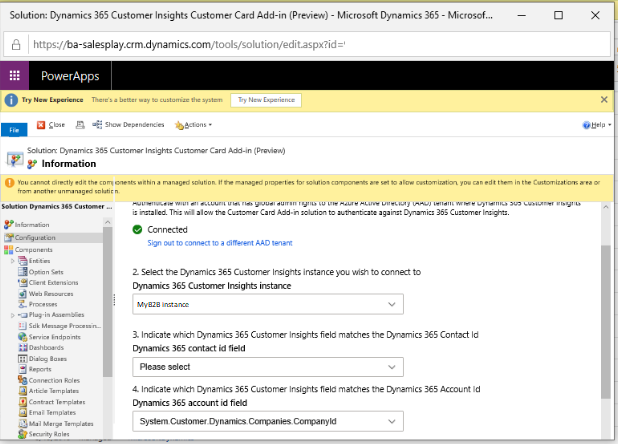 Solution: Dynamics 365 Customer Insights Customer Card Add-in (Preview) - Microsoft Dynamics 365 - Microsof...
https://ba-salesplay.crm.dynamics.com/tools/solution/edit.aspx?id=
PowerApps
Try New Experience There's a better way to customize the system Try New Experience
File Close Show Dependencies Actions Help
Solution: Dynamics 365 Customer Insights Customer Card Add-in (Preview)
Information
You cannot directly edit the components within a managed solution. If the managed properties for solution components are set to allow customization, you can edit them in the Customizations area or
from another unmanaged solution.
Solution Dynamics 365 Customer ...
Information
Configuration
Components
Entities
Option Sets
Client Extensions
Web Resources
Processes
Plug-in Assemblies
Sdk Message Processin...
Service Endpoints
Dashboards
Dialog Boxes
Reports
Connection Roles
Article Templates
Contract Templates
Email Templates
Mail Merge Templates
Security Roles
Authenticate with an account that has global admin rights to the Azure Active Directory (AAD) tenant where Dynamics 365 Customer Insights
is installed. This will allow the Customer Card Add-in solution to authenticate against Dynamics 365 Customer Insights.
Connected
Sign out to connect to a different AAD tenant
2. Select the Dynamics 365 Customer Insights instance you wish to connect to
Dynamics 365 Customer Insights instance
MyB2B instance
3. Indicate which Dynamics 365 Customer Insights field matches the Dynamics 365 Contact Id
Dynamics 365 contact id field
Please select
4. Indicate which Dynamics 365 Customer Insights field matches the Dynamics 365 Account Id
Dynamics 365 account id field
System.Customer.Dynamics.Companies.CompanyId